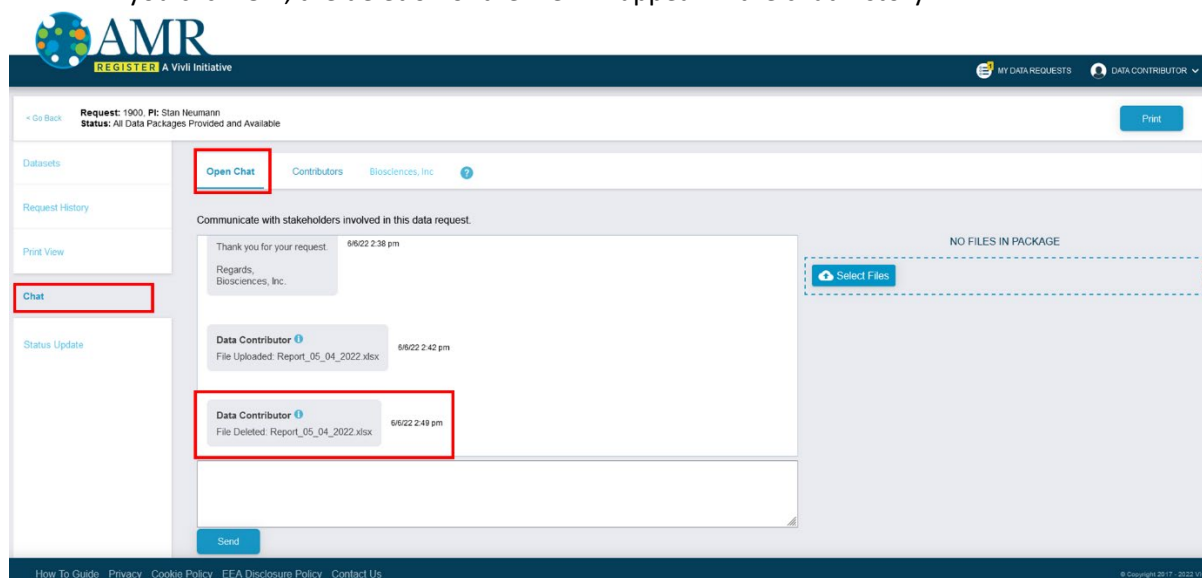 AMR
REGISTER A Vivli Initiative
MY DATA REQUESTS
DATA CONTRIBUTOR
< Go Back
Request: 1900, PI: Stan Neumann
Status: All Data Packages Provided and Available
Print
Datasets
Request History
Print View
Chat
Status Update
Open Chat Contributors Biosciences, Inc ?
Communicate with stakeholders involved in this data request.
Thank you for your request. 6/6/22 2:38 pm
Regards,
Biosciences, Inc.
Data Contributor
File Uploaded: Report_05_04_2022.xlsx
6/6/22 2:42 pm
Data Contributor
File Deleted: Report_05_04_2022.xlsx
6/6/22 2:49 pm
NO FILES IN PACKAGE
Select Files
Send
How To Guide Privacy Cookie Policy EEA Disclosure Policy Contact Us
© Copyright 2017 - 2022